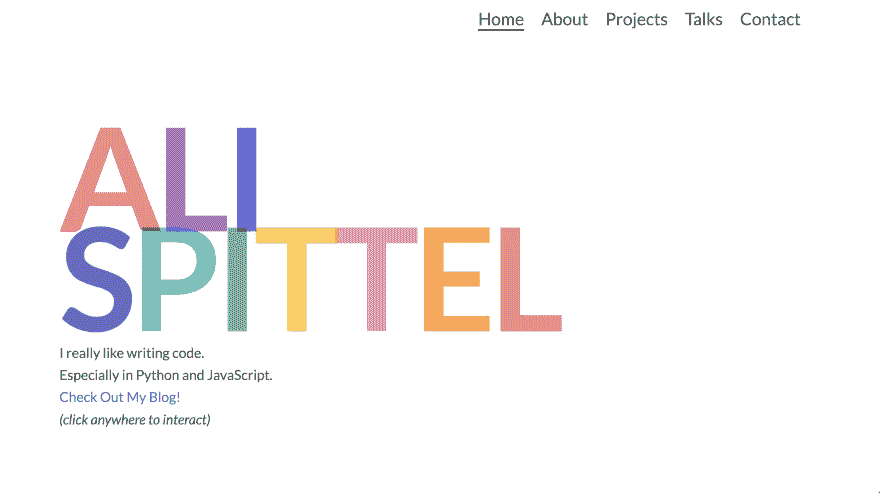 Home About Projects Talks Contact
ALI
SPITTEL
I really like writing code.
Especially in Python and JavaScript.
Check Out My Blog!
(click anywhere to interact)